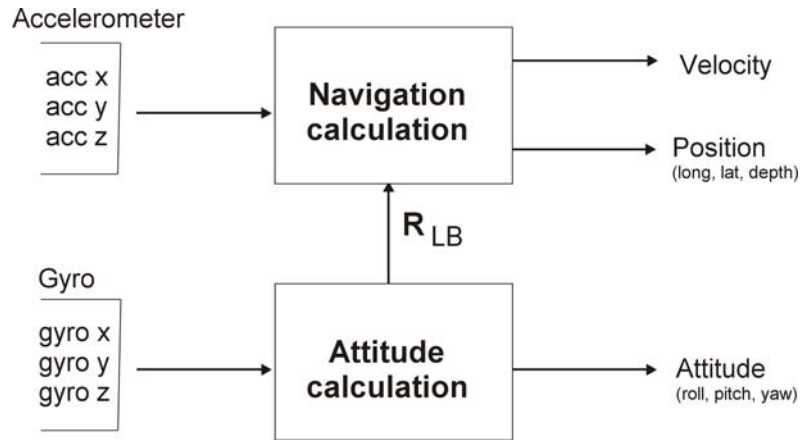 Accelerometer
acc x
acc y
acc z
Navigation
calculation
Velocity
Position
(long, lat, depth)
R LB
Gyro
gyro x
gyro y
gyro z
Attitude
calculation
Attitude
(roll, pitch, yaw)